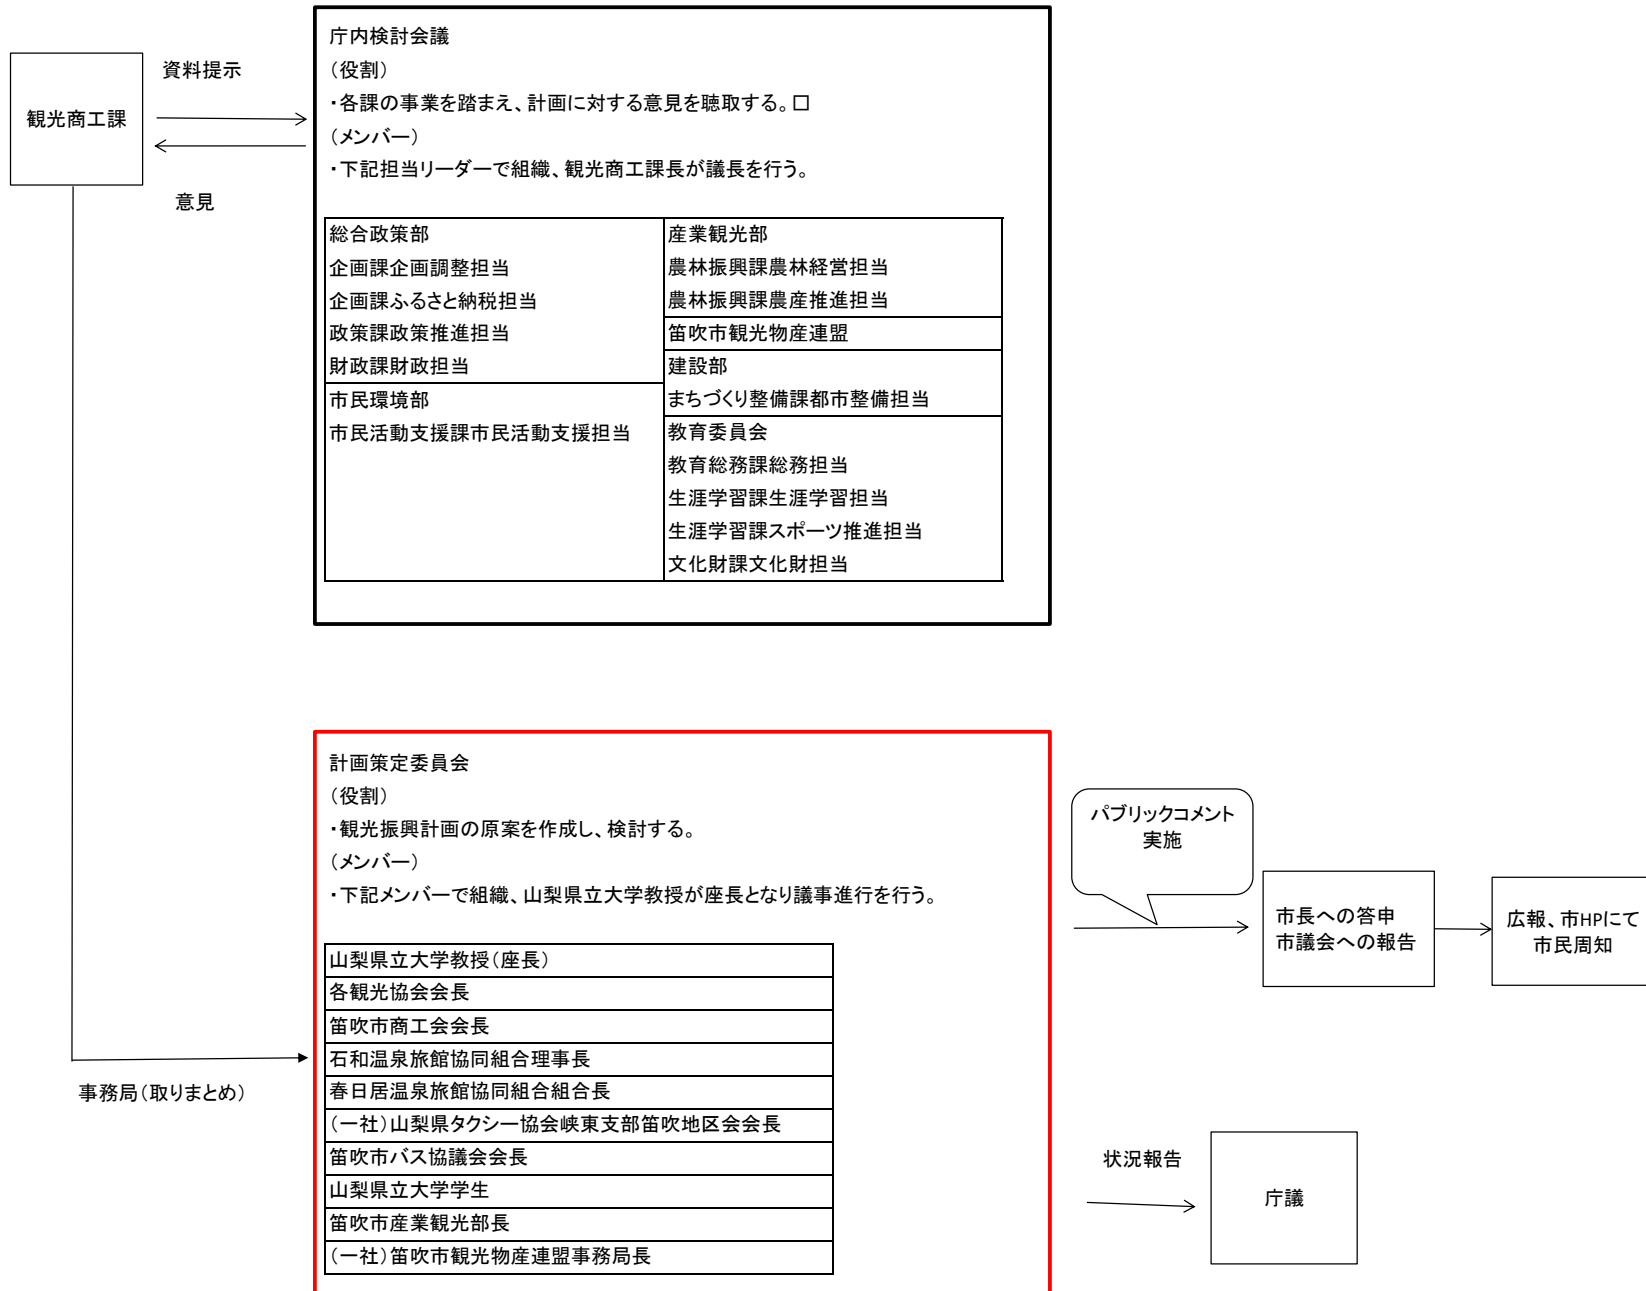 観光商工課
資料提示
意見
庁内検討会議
(役割)
・各課の事業を踏まえ、計画に対する意見を聴取する。□
(メンバー)
・下記担当リーダーで組織、観光商工課長が議長を行う。
総合政策部
企画課企画調整担当
企画課ふるさと納税担当
政策課政策推進担当
財政課財政担当
市民環境部
市民活動支援課市民活動支援担当
産業観光部
農林振興課農林経営担当
農林振興課農産推進担当
笛吹市観光物産連盟
建設部
まちづくり整備課都市整備担当
教育委員会
教育総務課総務担当
生涯学習課生涯学習担当
生涯学習課スポーツ推進担当
文化財課文化財担当
事務局(取りまとめ)
計画策定委員会
(役割)
・観光振興計画の原案を作成し、検討する。
(メンバー)
・下記メンバーで組織、山梨県立大学教授が座長となり議事進行を行う。
山梨県立大学教授(座長)
各観光協会会長
笛吹市商工会会長
石和温泉旅館協同組合理事長
春日居温泉旅館協同組合組合長
(一社)山梨県タクシー協会峡東支部笛吹地区会会長
笛吹市バス協議会会長
山梨県立大学学生
笛吹市産業観光部長
(一社)笛吹市観光物産連盟事務局長
パブリックコメント
実施
市長への答申
市議会への報告
広報、市HPにて
市民周知
状況報告
庁議